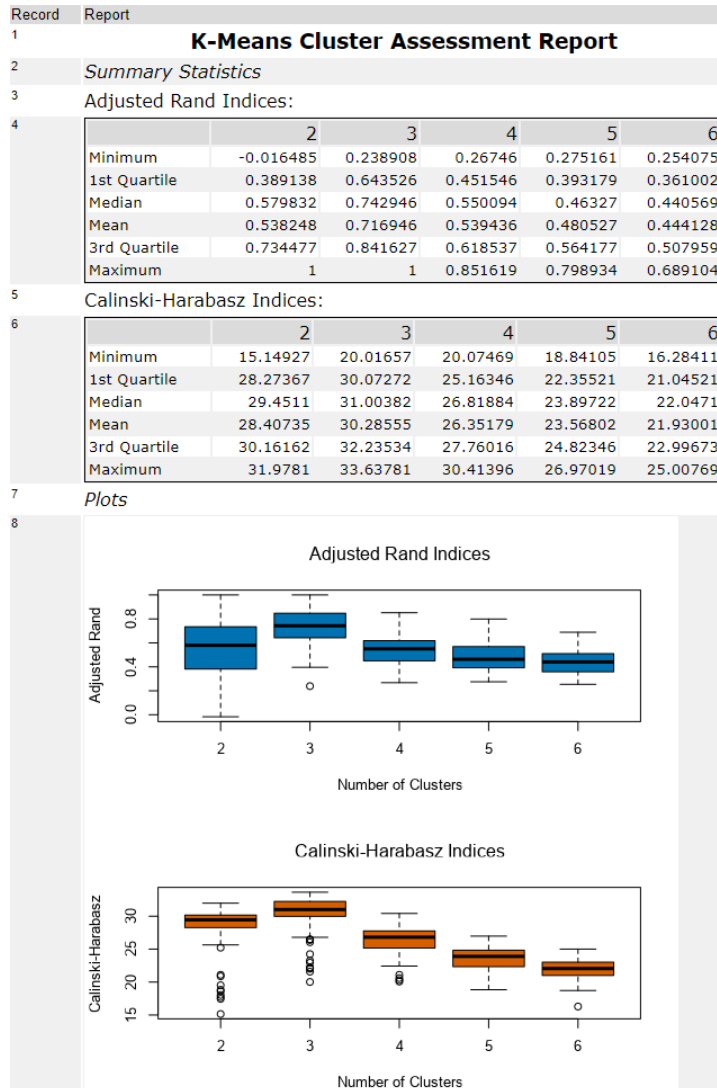 Record Report
1 K-Means Cluster Assessment Report
2 Summary Statistics
3 Adjusted Rand Indices:
4 2 3 4 5 6
Minimum -0.016485 0.238908 0.26746 0.275161 0.254075
1st Quartile 0.389138 0.643526 0.451546 0.393179 0.361002
Median 0.579832 0.742946 0.550094 0.46327 0.440569
Mean 0.538248 0.716946 0.539436 0.480527 0.444128
3rd Quartile 0.734477 0.841627 0.618537 0.564177 0.507959
Maximum 1 1 0.851619 0.798934 0.689104
5 Calinski-Harabasz Indices:
6 2 3 4 5 6
Minimum 15.14927 20.01657 20.07469 18.84105 16.28411
1st Quartile 28.27367 30.07272 25.16346 22.35521 21.04521
Median 29.4511 31.00382 26.81884 23.89722 22.0471
Mean 28.40735 30.28555 26.35179 23.56802 21.93001
3rd Quartile 30.16162 32.23534 27.76016 24.82346 22.99673
Maximum 31.9781 33.63781 30.41396 26.97019 25.00769
7 Plots
8
Adjusted Rand Indices
Adjusted Rand
0.8
0.4
0.0
2 3 4 5 6
Number of Clusters
Calinski-Harabasz Indices
Calinski-Harabasz
30
25
20
15
2 3 4 5 6
Number of Clusters